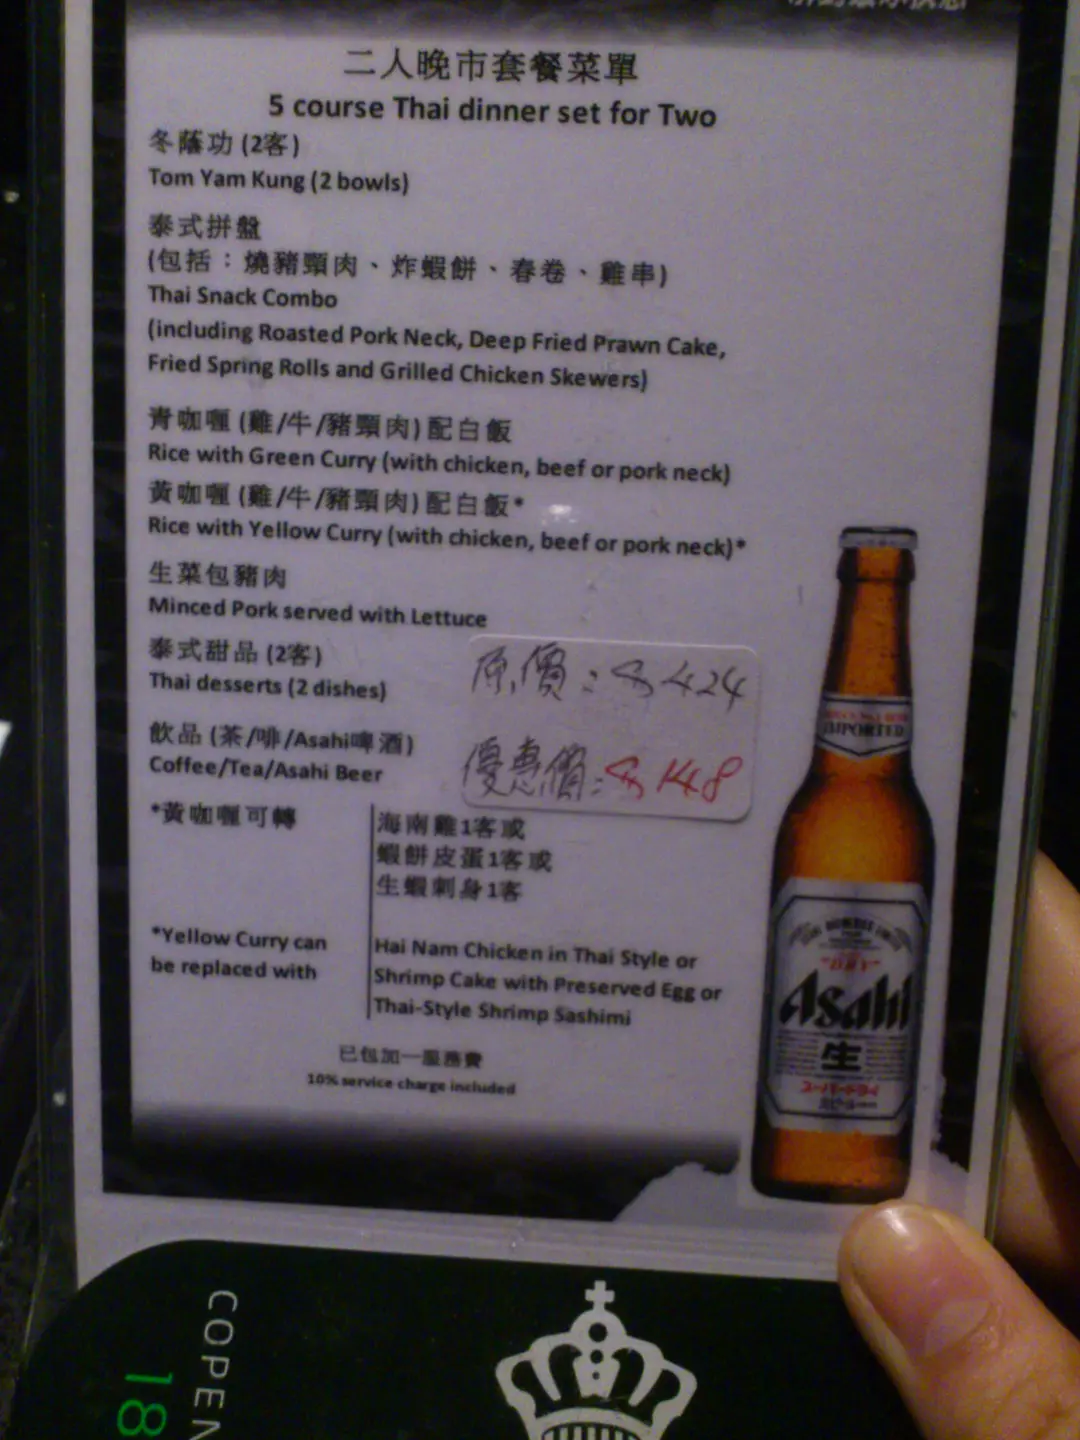 二人晚市套餐菜單
5 course Thai dinner set for Two
冬蔭功 (2客)
Tom Yam Kung (2 bowls)
泰式拼盤
(包括：燒豬頸肉、炸蝦餅、春卷、雞串)
Thai Snack Combo
(including Roasted Pork Neck, Deep Fried Prawn Cake,
Fried Spring Rolls and Grilled Chicken Skewers)
青咖喱 (雞/牛/豬頸肉) 配白飯
Rice with Green Curry (with chicken, beef or pork neck)
黃咖喱 (雞/牛/豬頸肉) 配白飯*
Rice with Yellow Curry (with chicken, beef or pork neck)*
生菜包豬肉
Minced Pork served with Lettuce
泰式甜品 (2客)
Thai desserts (2 dishes)
原價：$424
飲品 (茶/啡/Asahi啤酒)
Coffee/Tea/Asahi Beer
優惠價：$148
*黃咖喱可轉
海南雞1客或
蝦餅皮蛋1客或
生蝦刺身1客
*Yellow Curry can
be replaced with
Hai Nam Chicken in Thai Style or
Shrimp Cake with Preserved Egg or
Thai-Style Shrimp Sashimi
已包加一服務費
10% service charge included
IMPORTED
Asahi
生
COPEN
18